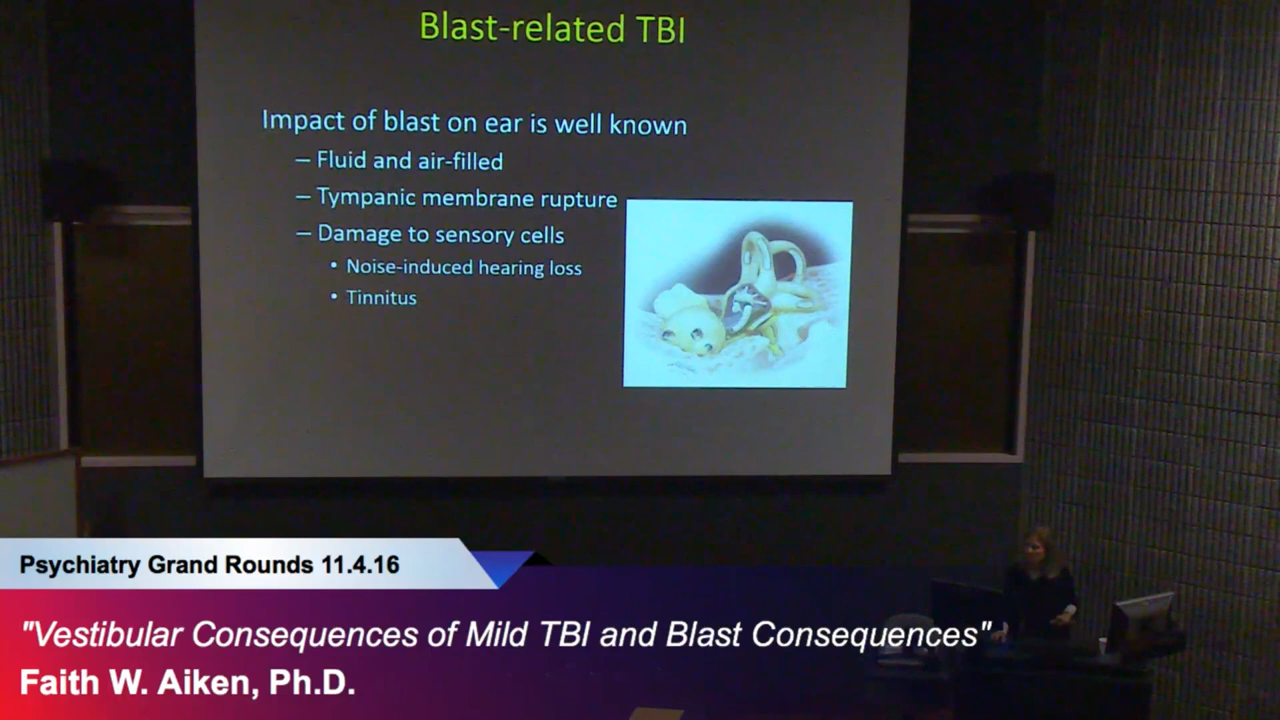 Blast-related TBI
Impact of blast on ear is well known
– Fluid and air-filled
– Tympanic membrane rupture
– Damage to sensory cells
• Noise-induced hearing loss
• Tinnitus
Psychiatry Grand Rounds 11.4.16
"Vestibular Consequences of Mild TBI and Blast Consequences"
Faith W. Aiken, Ph.D.